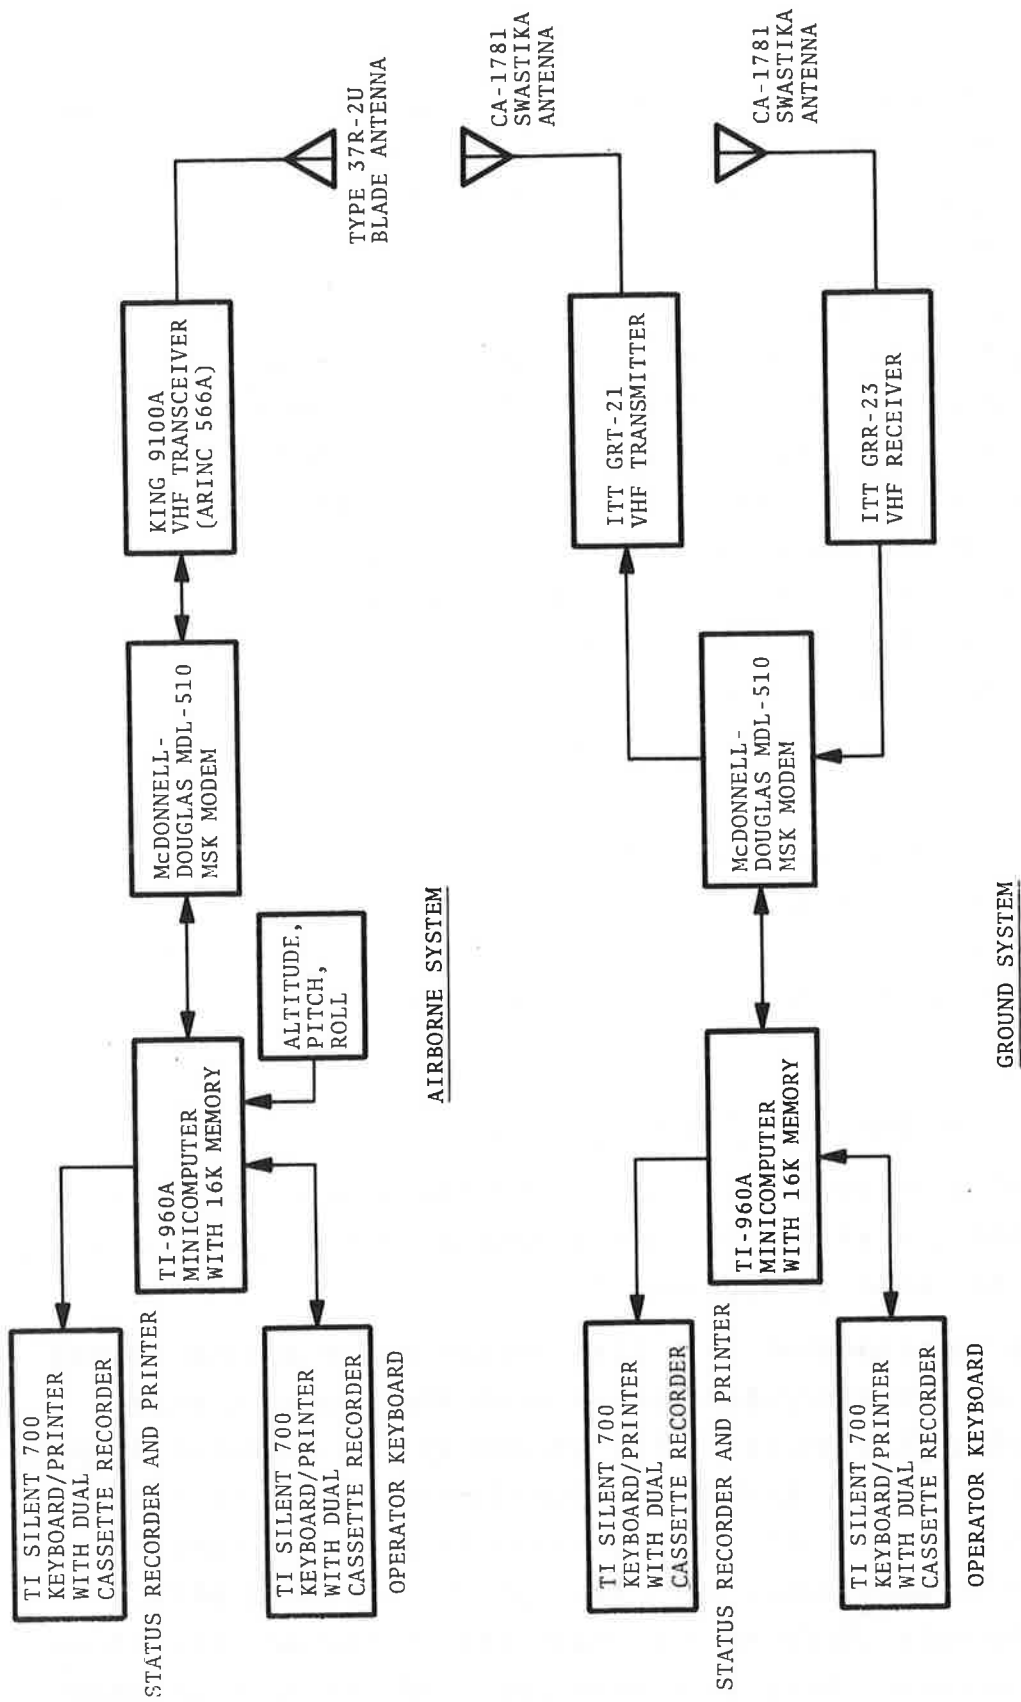 TI SILENT 700
KEYBOARD/PRINTER
WITH DUAL
CASSETTE RECORDER
STATUS RECORDER AND PRINTER
TI SILENT 700
KEYBOARD/PRINTER
WITH DUAL
CASSETTE RECORDER
OPERATOR KEYBOARD
TI-960A
MINICOMPUTER
WITH 16K MEMORY
ALTITUDE,
PITCH,
ROLL
McDONNELL-
DOUGLAS MDL-510
MSK MODEM
KING 9100A
VHF TRANSCEIVER
(ARINC 566A)
TYPE 37R-2U
BLADE ANTENNA
AIRBORNE SYSTEM
TI SILENT 700
KEYBOARD/PRINTER
WITH DUAL
CASSETTE RECORDER
STATUS RECORDER AND PRINTER
TI SILENT 700
KEYBOARD/PRINTER
WITH DUAL
CASSETTE RECORDER
OPERATOR KEYBOARD
TI-960A
MINICOMPUTER
WITH 16K MEMORY
McDONNELL-
DOUGLAS MDL-510
MSK MODEM
ITT GRT-21
VHF TRANSMITTER
CA-1781
SWASTIKA
ANTENNA
ITT GRR-23
VHF RECEIVER
CA-1781
SWASTIKA
ANTENNA
GROUND SYSTEM